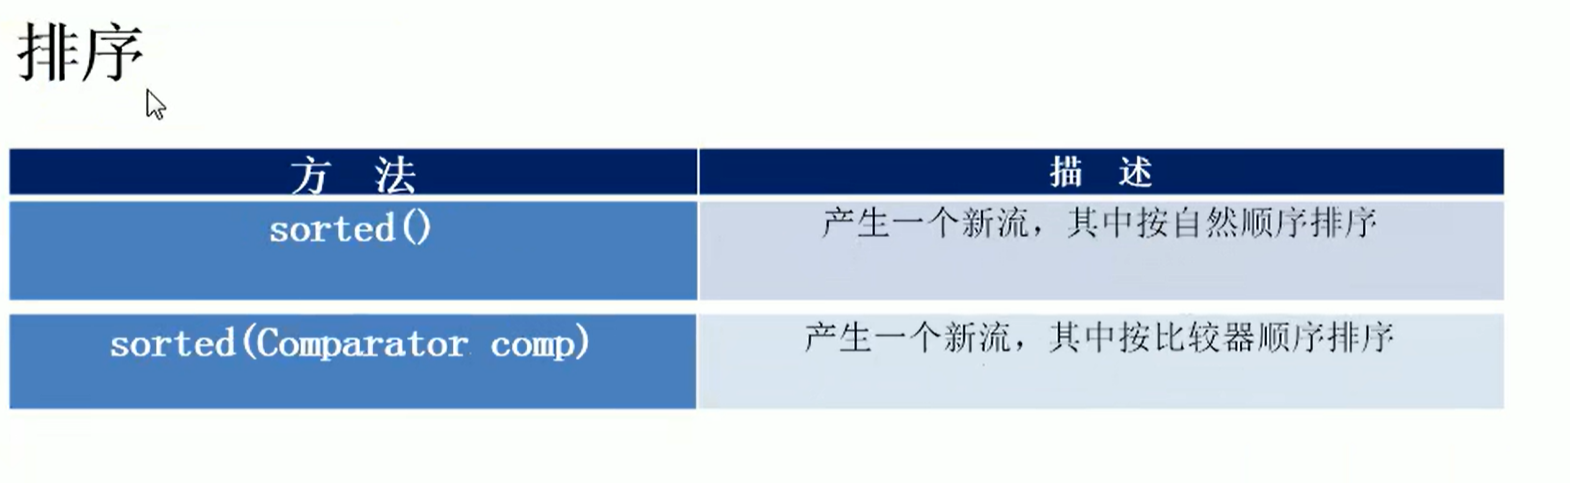 排序
方 法
描 述
sorted()
产生一个新流，其中按自然顺序排序
sorted(Comparator comp)
产生一个新流，其中按比较器顺序排序